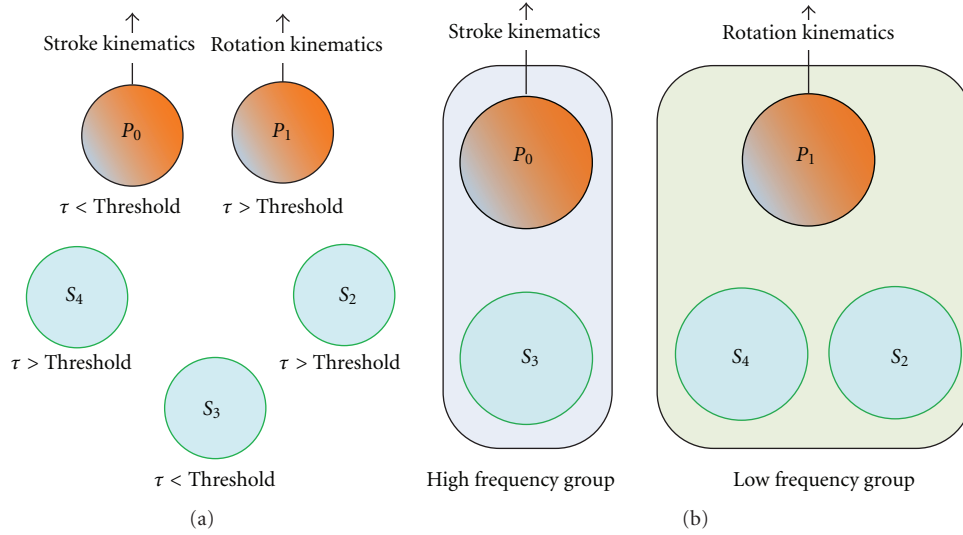 Stroke kinematics
Rotation kinematics
P0
P1
τ < Threshold
τ > Threshold
S4
S2
τ > Threshold
τ > Threshold
S3
τ < Threshold
(a)
Stroke kinematics
Rotation kinematics
P0
P1
S3
S4
S2
High frequency group
Low frequency group
(b)